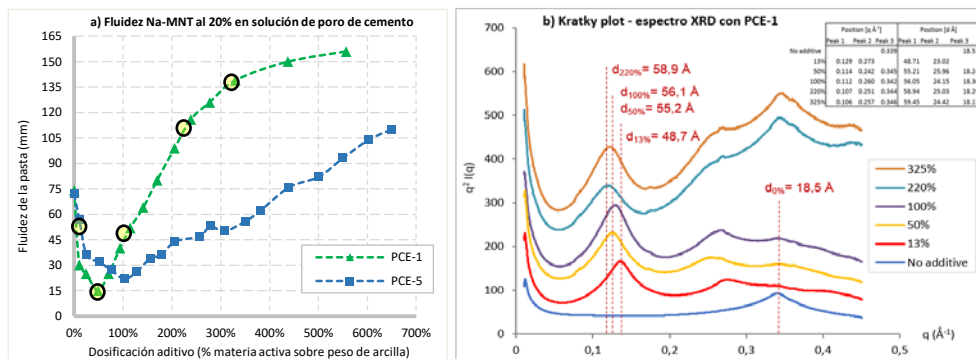 a) Fluidez Na-MNT al 20% en solución de poro de cemento
Fluidez de la pasta (mm)
165
150
135
120
105
90
75
60
45
30
15
0
0% 100% 200% 300% 400% 500% 600% 700%
PCE-1
PCE-5
Dosificación aditivo (% materia activa sobre peso de arcilla)
b) Kratky plot - espectro XRD con PCE-1
Position [q Å⁻¹] Position [d Å]
Peak 1 Peak 2 Peak 3 Peak 1 Peak 2 Peak 3
No additive 0.339 18.5
13% 0.129 0.273 48.71 23.02
50% 0.114 0.242 0.345 55.21 25.96 18.2
100% 0.112 0.260 0.342 56.05 24.15 18.3
220% 0.107 0.251 0.344 58.94 25.03 18.2
325% 0.106 0.257 0.346 59.45 24.42 18.1
q² I(q)
700
600
500
400
300
200
100
0
d220%= 58,9 Å
d100%= 56,1 Å
d50%= 55,2 Å
d13%= 48,7 Å
d0%= 18,5 Å
325%
220%
100%
50%
13%
No additive
0 0,1 0,2 0,3 0,4 0,5
q (Å⁻¹)